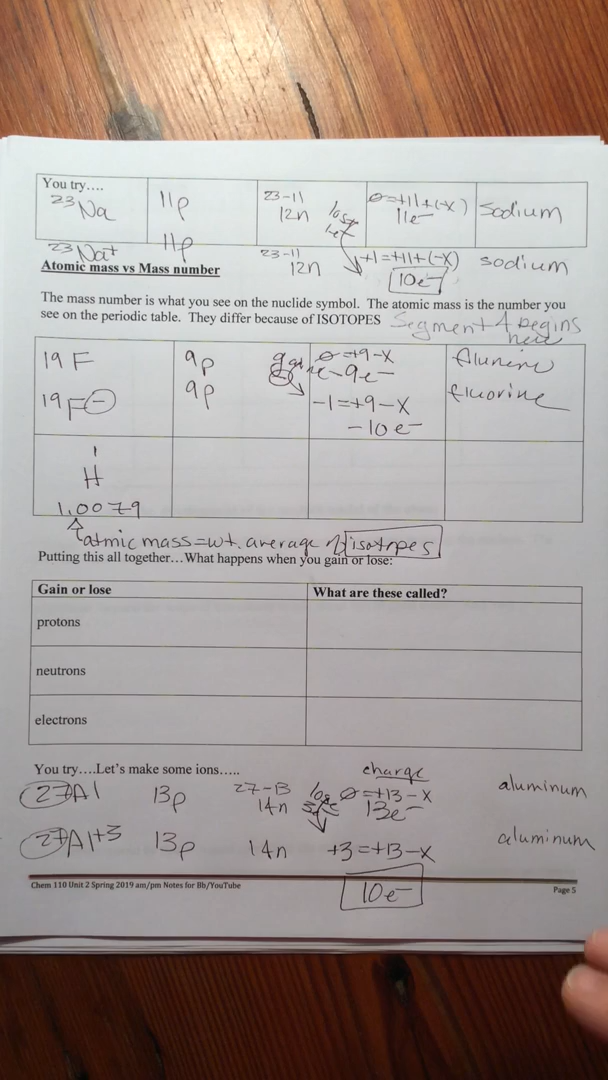 You try....
23Na 11p 23-11 12n lose 1e- 0=+11+(-x) 11e- sodium
23Na+ 11p 23-11 12n +1=+11+(-x) 10e- sodium
Atomic mass vs Mass number
The mass number is what you see on the nuclide symbol. The atomic mass is the number you
see on the periodic table. They differ because of ISOTOPES Segment 4 begins
here
19F 9p gain 0=+9-x 9e- flurine
19F- 9p -1=+9-x 10e- fluorine
1
H
1.0079
atmic mass=wt. average of isotopes
Putting this all together...What happens when you gain or lose:
Gain or lose What are these called?
protons
neutrons
electrons
You try....Let's make some ions..... charge
27Al 13p 27-13 14n lose 3e- 0=+13-x 13e- aluminum
27Al+3 13p 14n +3=+13-x aluminum
10e-
Chem 110 Unit 2 Spring 2019 am/pm Notes for Bb/YouTube Page 5